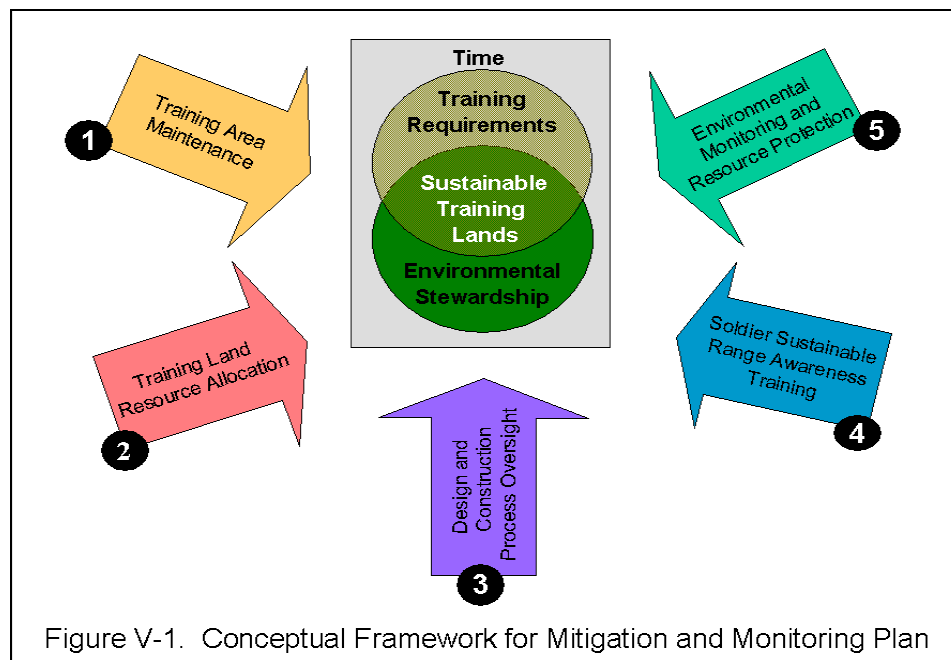 Time
Training
Requirements
Sustainable
Training
Lands
Environmental
Stewardship
1
Training Area
Maintenance
2
Training Land
Resource Allocation
3
Design and
Construction
Process Oversight
4
Soldier Sustainable
Range Awareness
Training
5
Environmental
Monitoring and
Resource Protection
Figure V-1. Conceptual Framework for Mitigation and Monitoring Plan